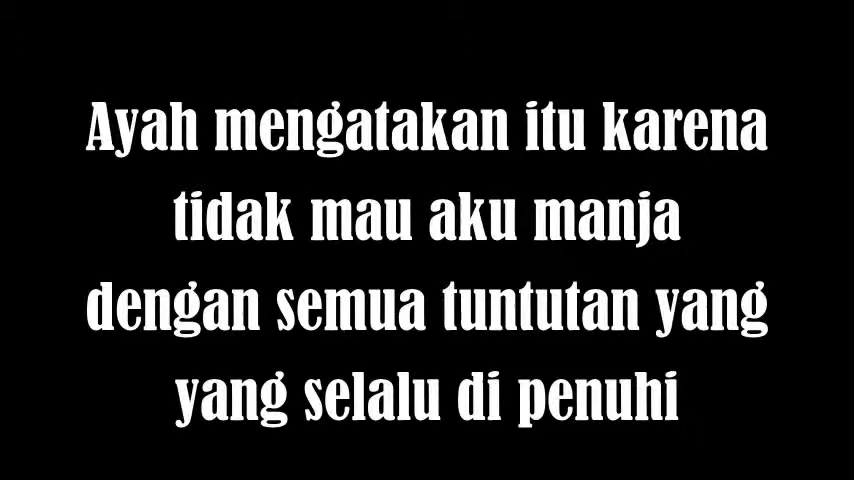 Ayah mengatakan itu karena
tidak mau aku manja
dengan semua tuntutan yang
yang selalu di penuhi